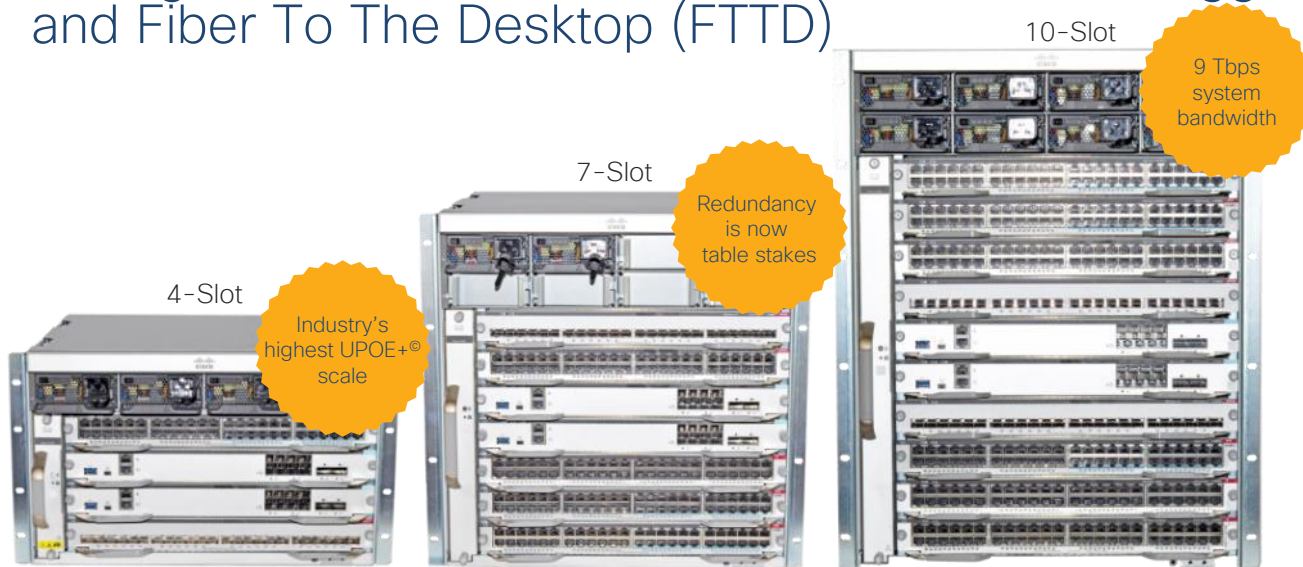 and Fiber To The Desktop (FTTD)
10-Slot
9 Tbps
system
bandwidth
7-Slot
Redundancy
is now
table stakes
4-Slot
Industry's
highest UPOE+©
scale